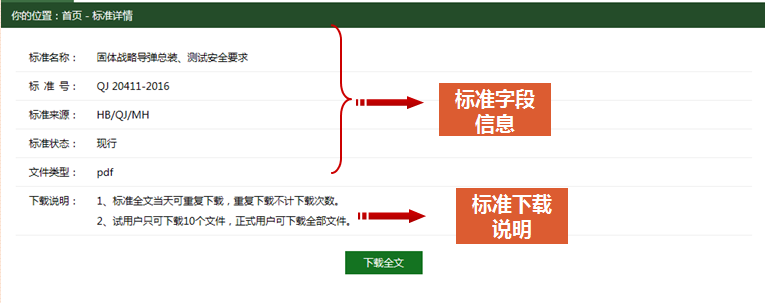 你的位置：首页 - 标准详情
标准名称： 固体战略导弹总装、测试安全要求
标 准 号： QJ 20411-2016
标准来源： HB/QJ/MH
标准状态： 现行
文件类型： pdf
标准字段
信息
下载说明： 1、标准全文当天可重复下载，重复下载不计下载次数。
2、试用户只可下载10个文件，正式用户可下载全部文件。
标准下载
说明
下载全文